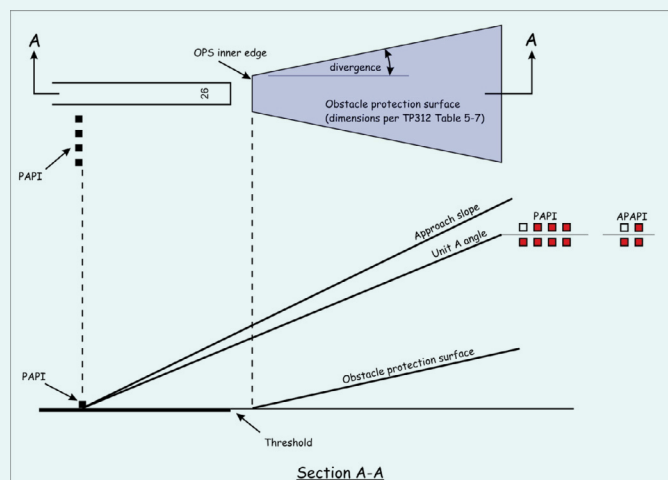 A
A
OPS inner edge
divergence
26
Obstacle protection surface
(dimensions per TP312 Table 5-7)
PAPI
Approach slope
PAPI
APAPI
Unit A angle
PAPI
Obstacle protection surface
Threshold
Section A-A